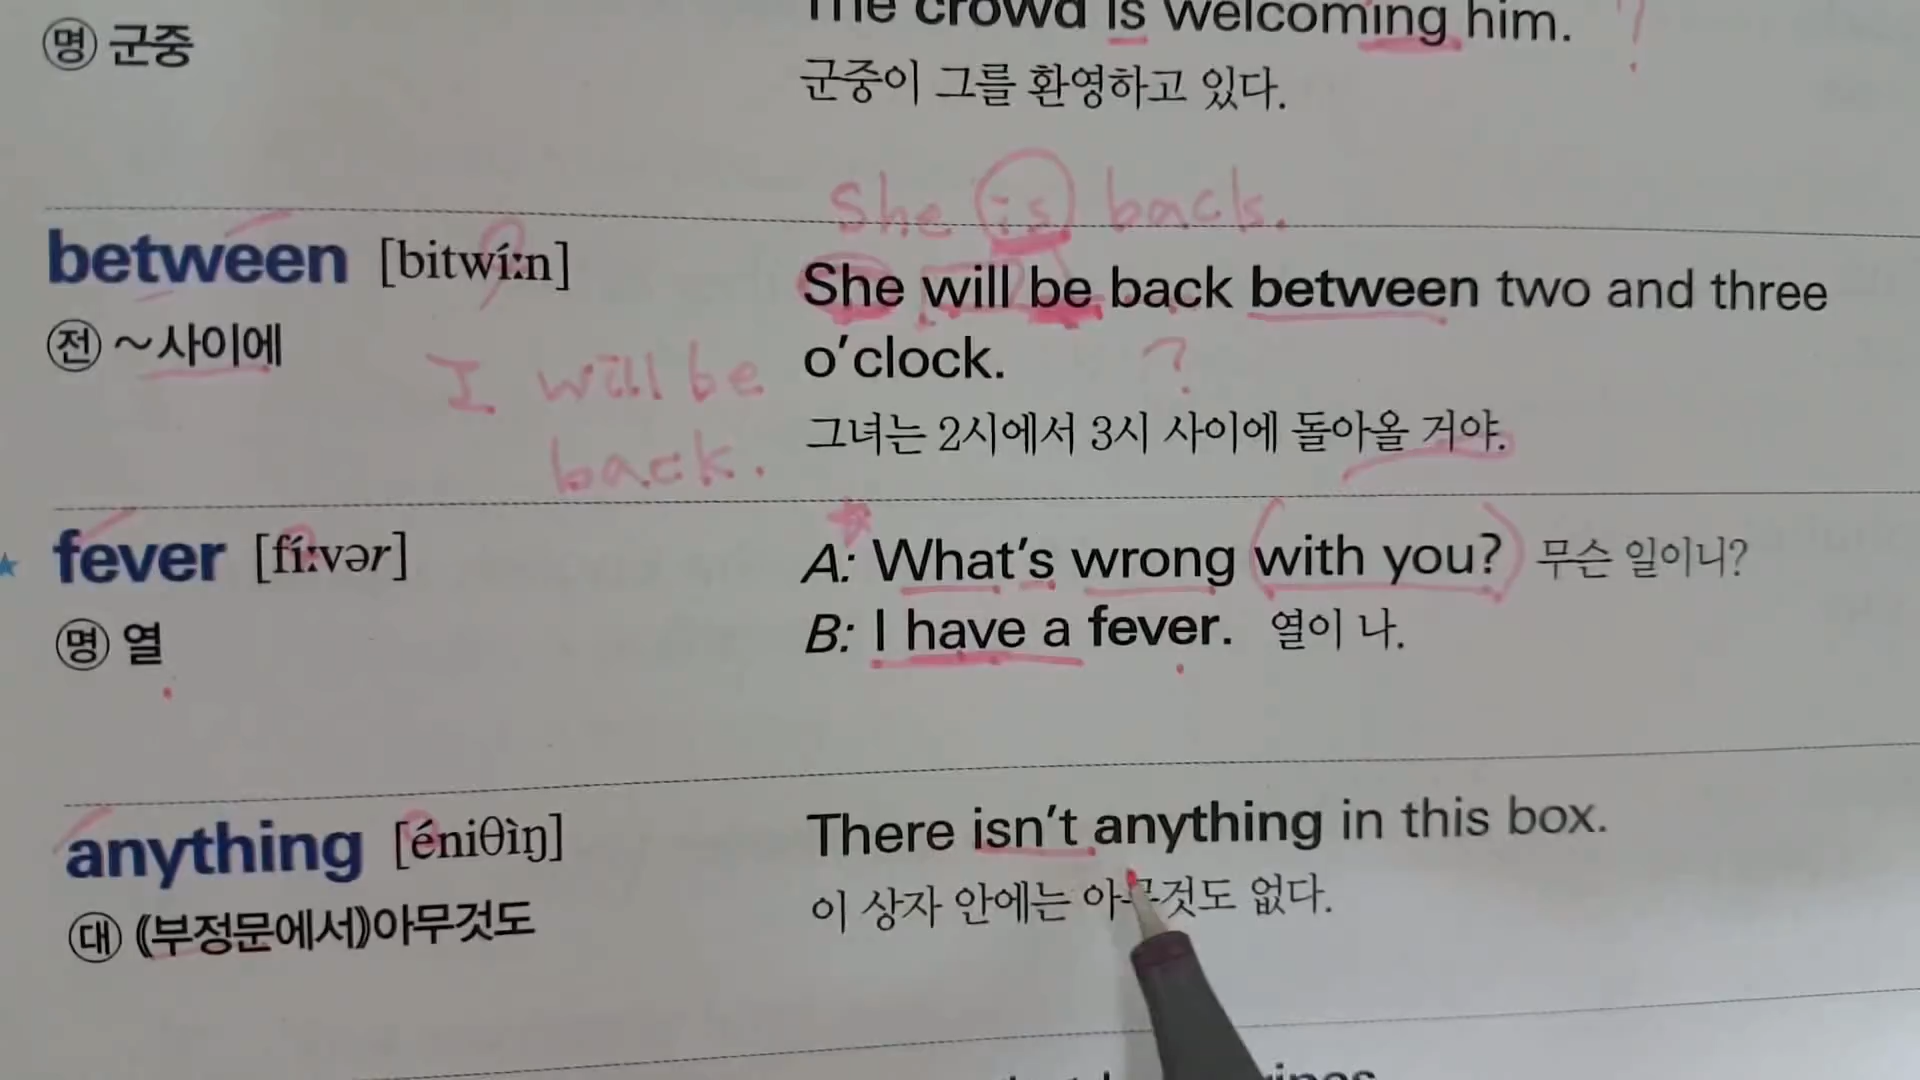 The crowd is welcoming him. ?
㊔ 군중
군중이 그를 환영하고 있다.
She is back.
between [bitwíːn]
She will be back between two and three
전 ~사이에
I will be back.
o’clock. ?
그녀는 2시에서 3시 사이에 돌아올 거야.
fever [fíːvər]
A: What’s wrong with you? 무슨 일이니?
명 열
B: I have a fever. 열이 나.
anything [éniθìŋ]
There isn’t anything in this box.
대 ⟪부정문에서⟫아무것도
이 상자 안에는 아무것도 없다.